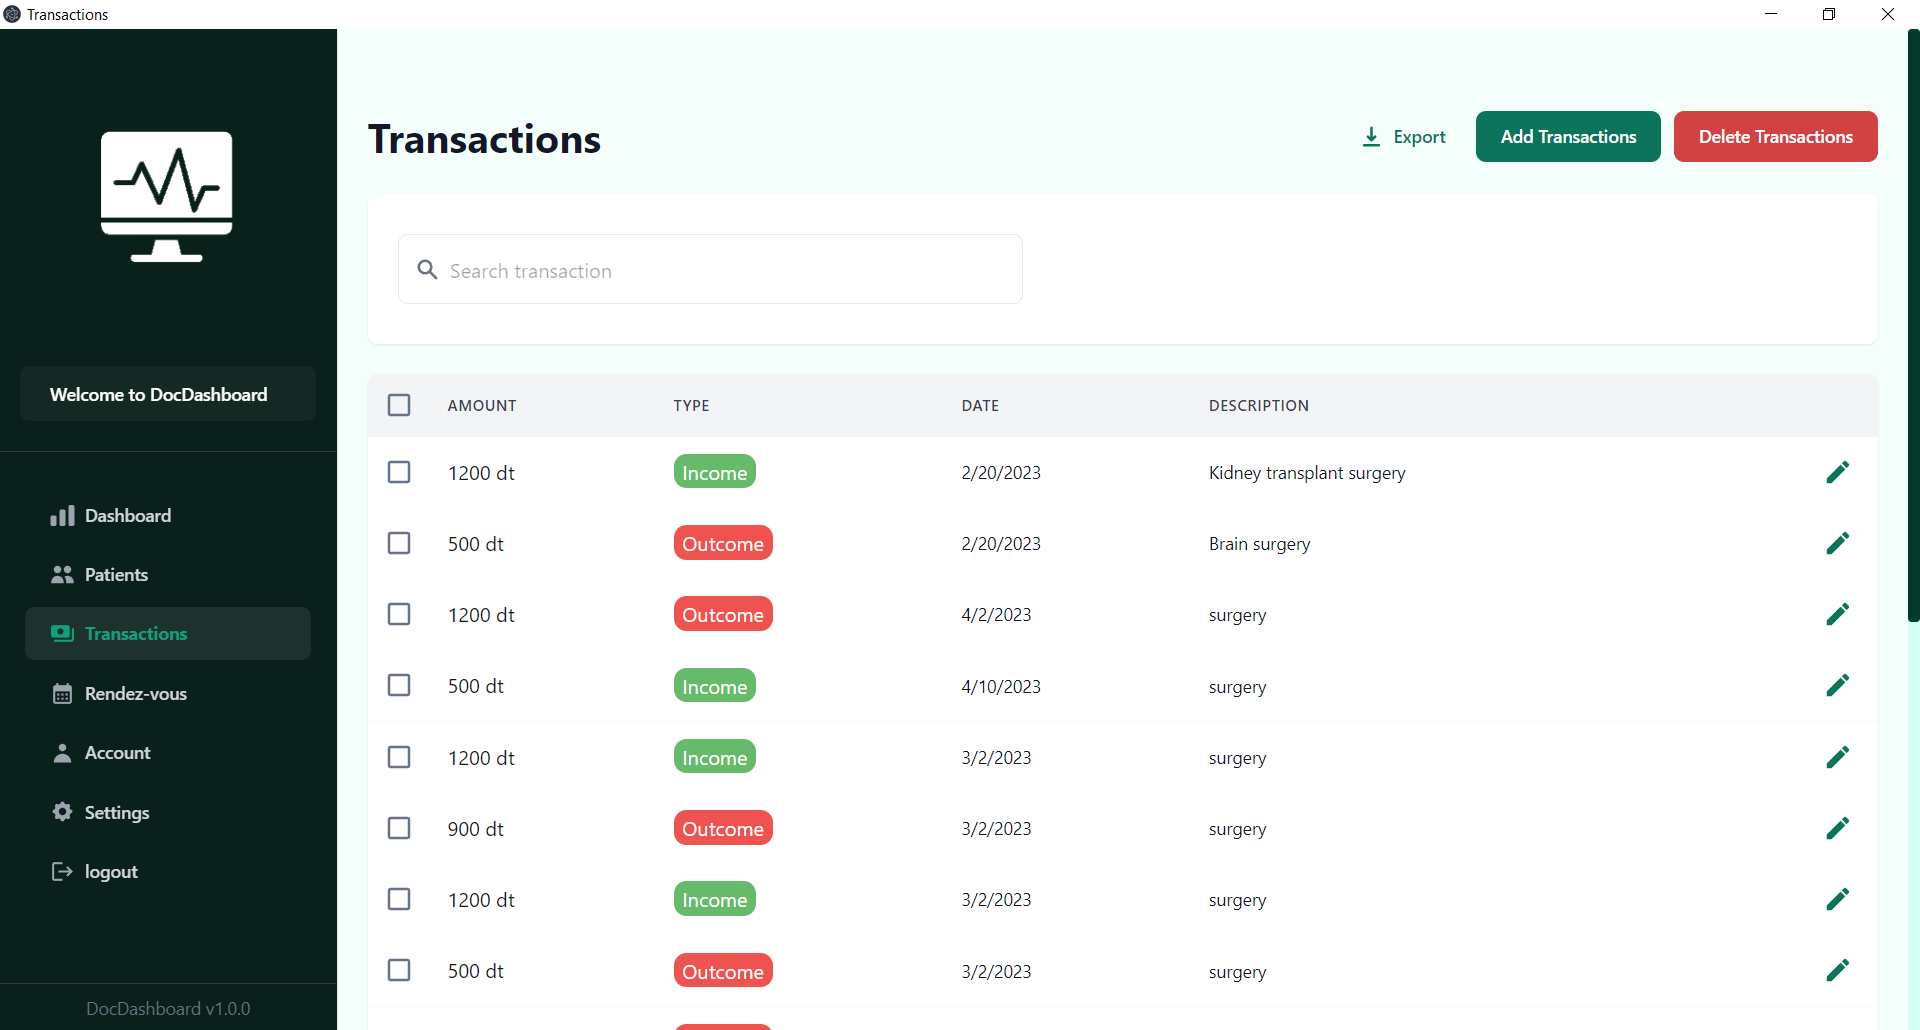 Transactions
Welcome to DocDashboard
Dashboard
Patients
Transactions
Rendez-vous
Account
Settings
logout
DocDashboard v1.0.0
Transactions
Export
Add Transactions
Delete Transactions
Search transaction
AMOUNT TYPE DATE DESCRIPTION
1200 dt Income 2/20/2023 Kidney transplant surgery
500 dt Outcome 2/20/2023 Brain surgery
1200 dt Outcome 4/2/2023 surgery
500 dt Income 4/10/2023 surgery
1200 dt Income 3/2/2023 surgery
900 dt Outcome 3/2/2023 surgery
1200 dt Income 3/2/2023 surgery
500 dt Outcome 3/2/2023 surgery